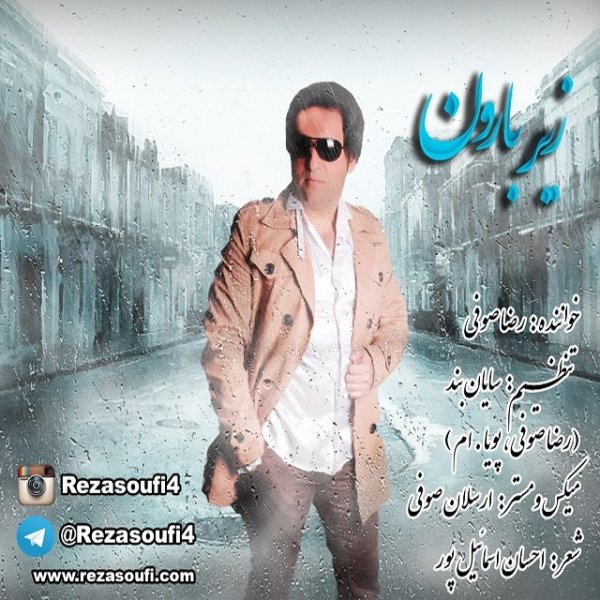 زیر بارون
خواننده: رضا صوفی
تنظیم: سایان بند
(رضا صوفی، پویا.ام)
میکس و مستر: ارسلان صوفی
شعر: احسان اسمائیل پور
Rezasoufi4
@Rezasoufi4
www.rezasoufi.com